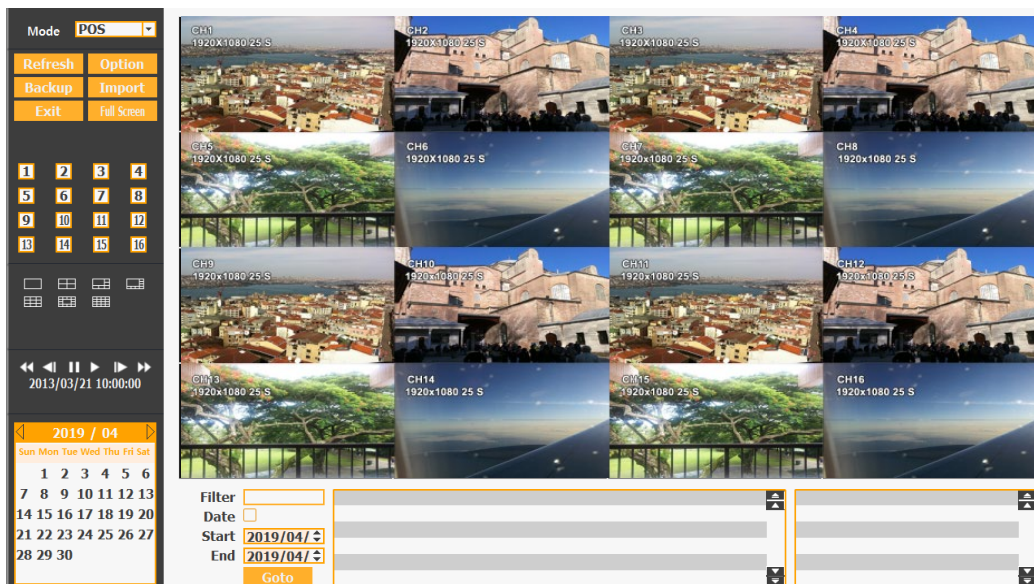 Mode POS
Refresh Option
Backup Import
Exit Full Screen
1 2 3 4
5 6 7 8
9 10 11 12
13 14 15 16
2013/03/21 10:00:00
2019 / 04
Sun Mon Tue Wed Thu Fri Sat
1 2 3 4 5 6
7 8 9 10 11 12 13
14 15 16 17 18 19 20
21 22 23 24 25 26 27
28 29 30
CH1
1920X1080 25 S
CH2
1920X1080 25 S
CH3
1920X1080 25 S
CH4
1920X1080 25 S
CH5
1920X1080 25 S
CH6
1920X1080 25 S
CH7
1920x1080 25 S
CH8
1920x1080 25 S
CH9
1920x1080 25 S
CH10
1920x1080 25 S
CH11
1920x1080 25 S
CH12
1920x1080 25 S
CH13
1920x1080 25 S
CH14
1920x1080 25 S
CH15
1920x1080 25 S
CH16
1920x1080 25 S
Filter
Date
Start 2019/04/
End 2019/04/
Goto